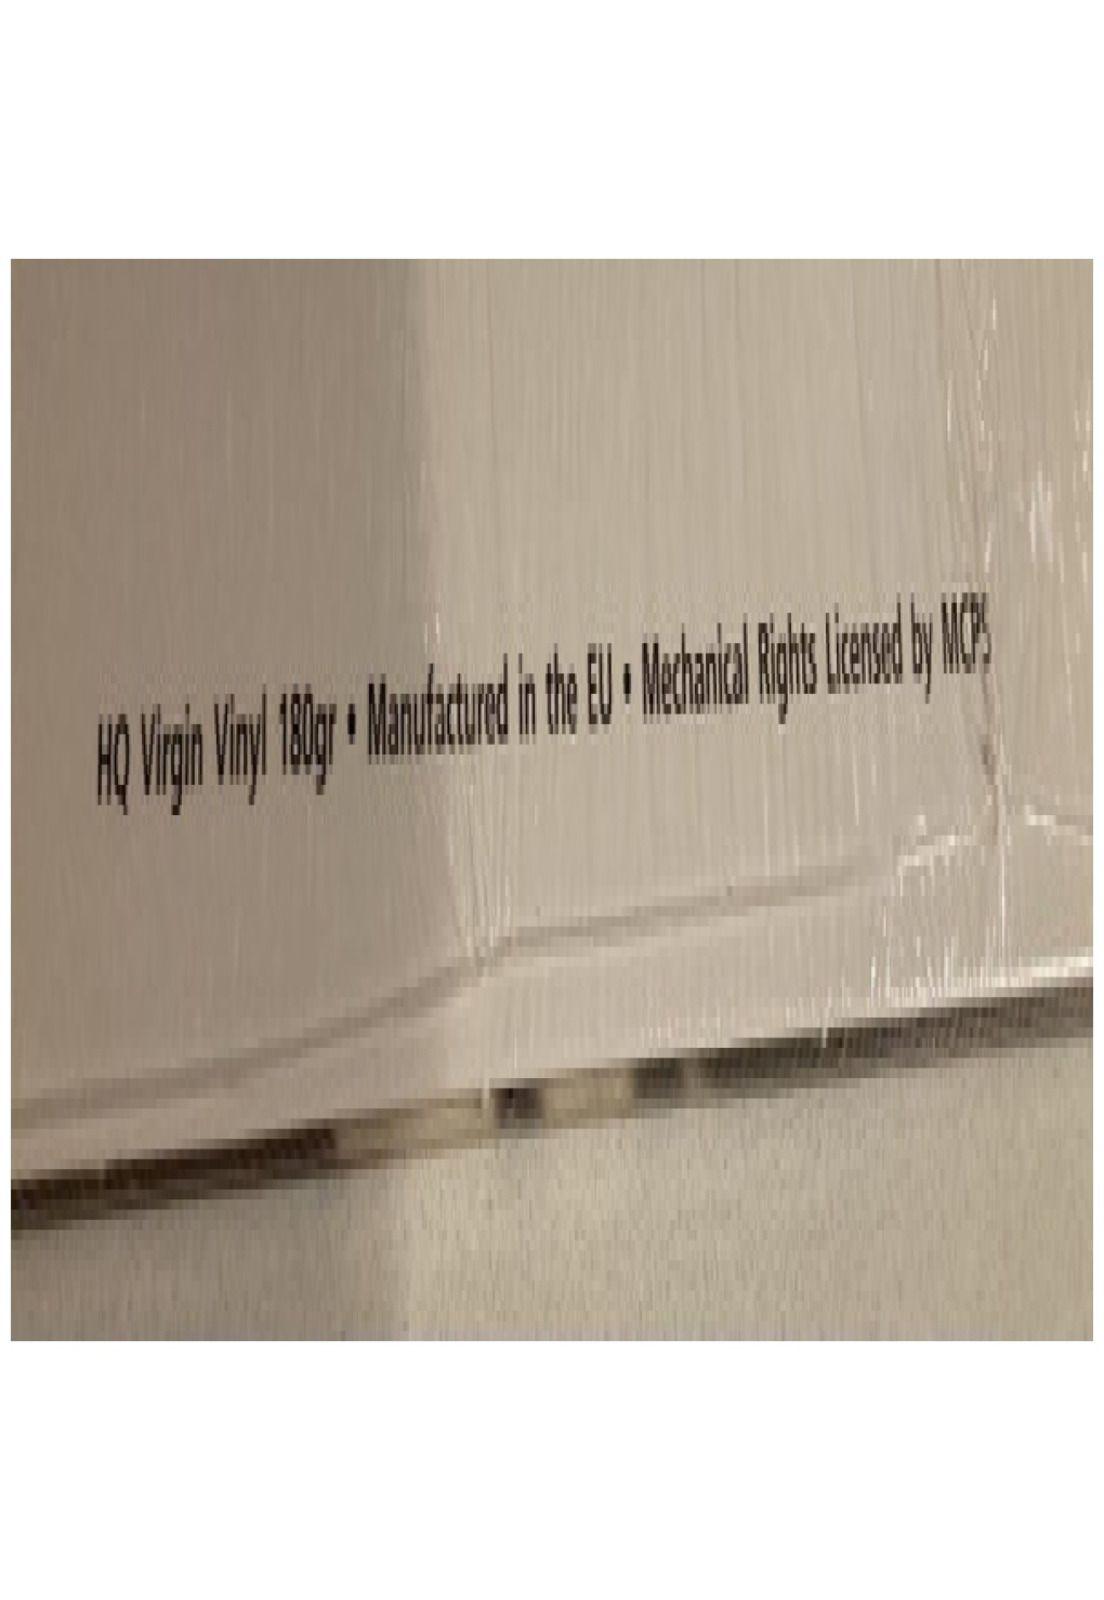 HQ Virgin Vinyl 180gr • Manufactured in the EU • Mechanical Rights Licensed by MCPS